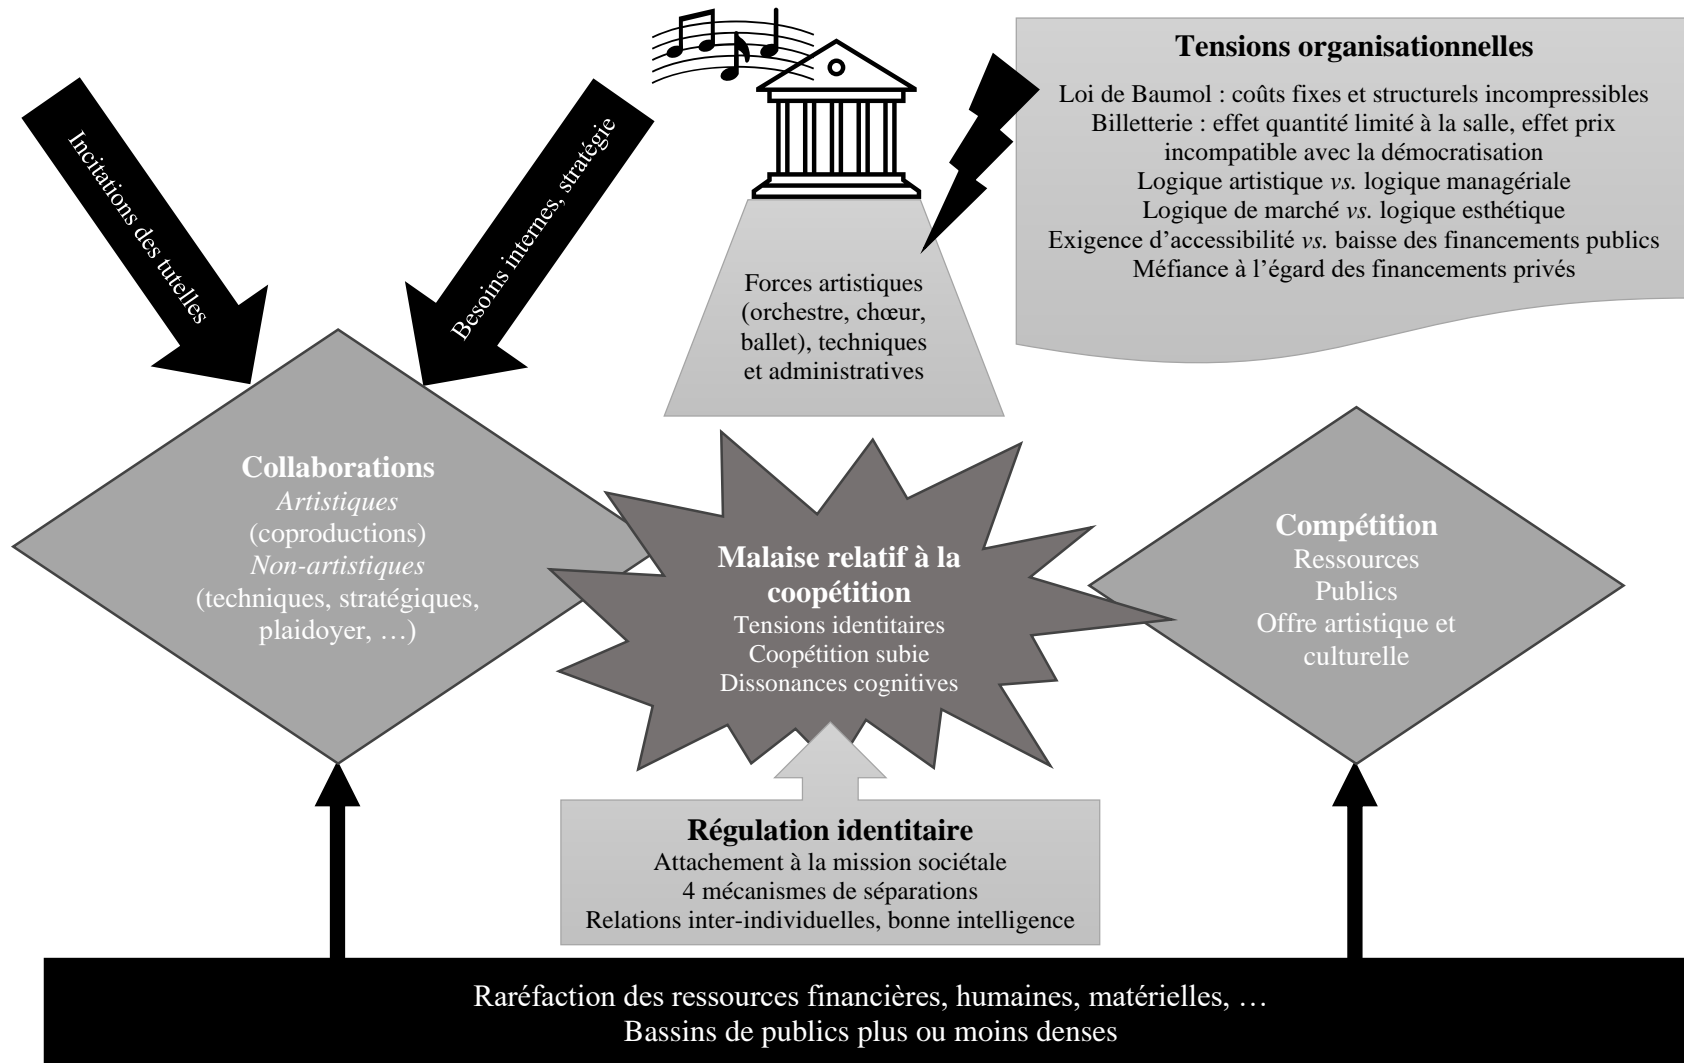 Incitations des tutelles
Besoins internes, stratégie
Tensions organisationnelles
Loi de Baumol : coûts fixes et structurels incompressibles
Billetterie : effet quantité limité à la salle, effet prix
incompatible avec la démocratisation
Logique artistique vs. logique managériale
Logique de marché vs. logique esthétique
Exigence d’accessibilité vs. baisse des financements publics
Méfiance à l’égard des financements privés
Forces artistiques
(orchestre, chœur,
ballet), techniques
et administratives
Collaborations
Artistiques
(coproductions)
Non-artistiques
(techniques, stratégiques,
plaidoyer, …)
Malaise relatif à la
coopétition
Tensions identitaires
Coopétition subie
Dissonances cognitives
Compétition
Ressources
Publics
Offre artistique et
culturelle
Régulation identitaire
Attachement à la mission sociétale
4 mécanismes de séparations
Relations inter-individuelles, bonne intelligence
Raréfaction des ressources financières, humaines, matérielles, …
Bassins de publics plus ou moins denses